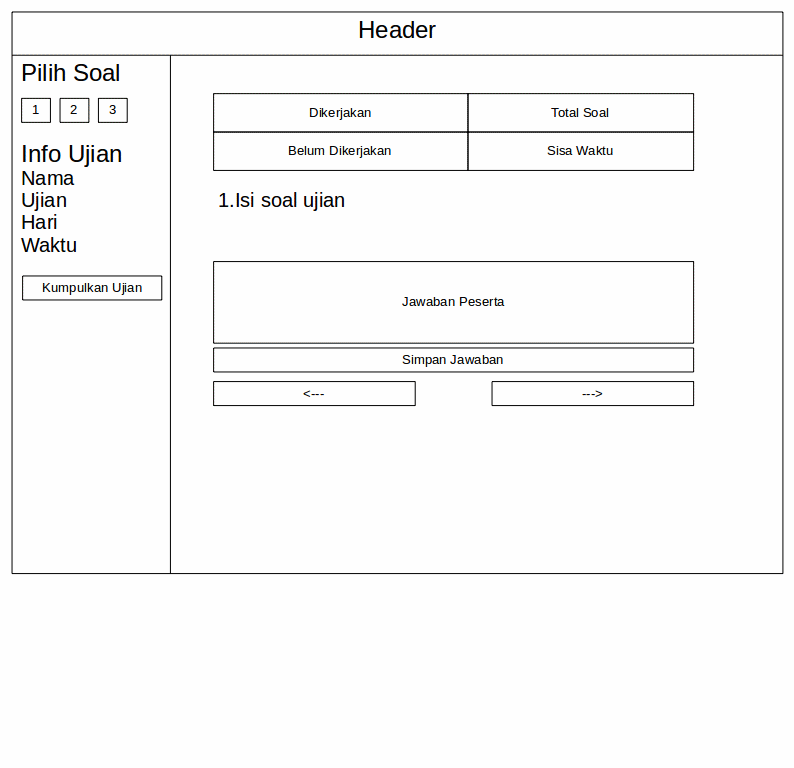 Header
Pilih Soal
1 2 3
Info Ujian
Nama
Ujian
Hari
Waktu
Kumpulkan Ujian
Dikerjakan Total Soal
Belum Dikerjakan Sisa Waktu
1.Isi soal ujian
Jawaban Peserta
Simpan Jawaban
<--- --->